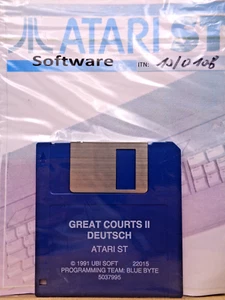 ATARI ST
Software
ITN: 10/0108
GREAT COURTS II
DEUTSCH
ATARI ST
© 1991 UBI SOFT 22015
PROGRAMMING TEAM: BLUE BYTE
5037995